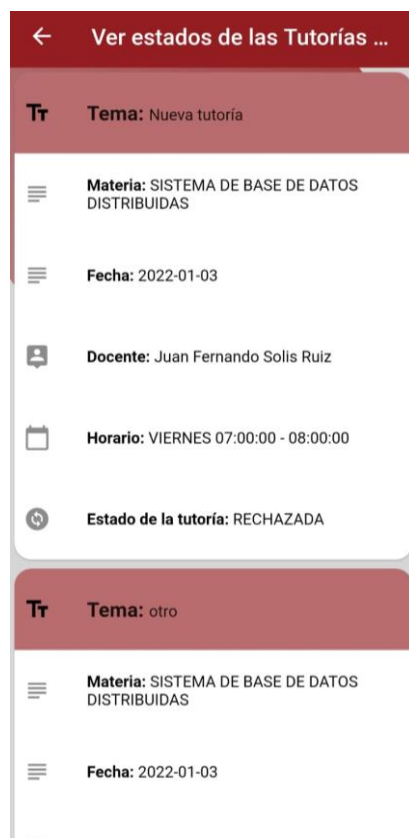 Ver estados de las Tutorías ...
Tema: Nueva tutoría
Materia: SISTEMA DE BASE DE DATOS
DISTRIBUIDAS
Fecha: 2022-01-03
Docente: Juan Fernando Solis Ruiz
Horario: VIERNES 07:00:00 - 08:00:00
Estado de la tutoría: RECHAZADA
Tema: otro
Materia: SISTEMA DE BASE DE DATOS
DISTRIBUIDAS
Fecha: 2022-01-03